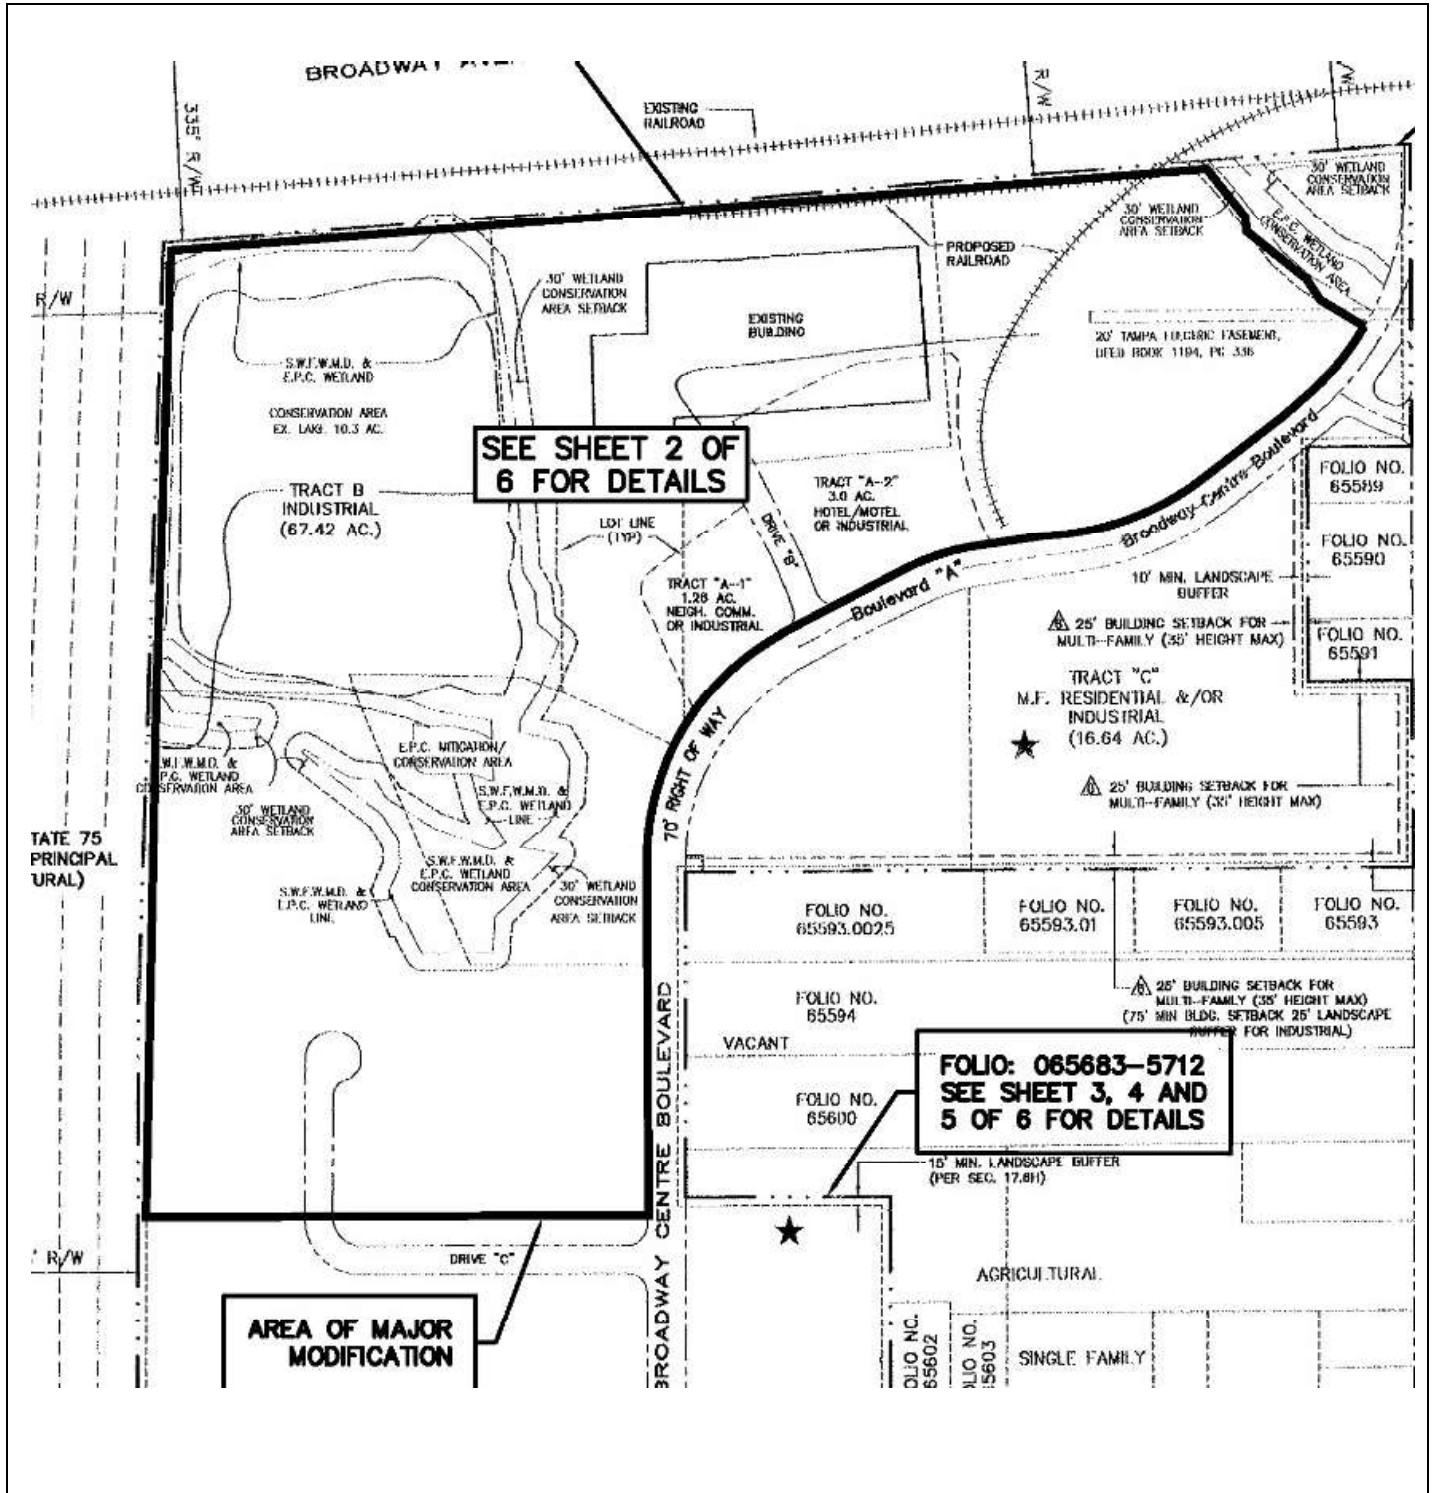 BROADWAY AVE
335' R/W
EXISTING
RAILROAD
R/W
R/W
30' WETLAND
CONSERVATION
AREA SETBACK
E.P.C. WETLAND
CONSERVATION AREA
30' WETLAND
CONSERVATION
AREA SETBACK
PROPOSED
RAILROAD
R/W
30' WETLAND
CONSERVATION
AREA SETBACK
EXISTING
BUILDING
20' TAMPA ELECTRIC EASEMENT,
DEED BOOK 1194, PG 336
S.W.F.W.M.D. &
E.P.C. WETLAND
CONSERVATION AREA
EX. LAKE 10.3 AC.
SEE SHEET 2 OF
6 FOR DETAILS
TRACT B
INDUSTRIAL
(67.42 AC.)
LOT LINE
(TYP)
TRACT "A-2"
3.0 AC.
HOTEL/MOTEL
OR INDUSTRIAL
DRIVE "B"
TRACT "A-1"
1.26 AC.
NEIGH. COMM.
OR INDUSTRIAL
Boulevard "A"
Broadway Centre Boulevard
FOLIO NO.
65589
FOLIO NO.
65590
10' MIN. LANDSCAPE
BUFFER
25' BUILDING SETBACK FOR
MULTI-FAMILY (35' HEIGHT MAX)
FOLIO NO.
65591
TRACT "C"
M.F. RESIDENTIAL &/OR
INDUSTRIAL
(16.64 AC.)
25' BUILDING SETBACK FOR
MULTI-FAMILY (35' HEIGHT MAX)
70' RIGHT OF WAY
E.P.C. MITIGATION/
CONSERVATION AREA
.W.F.W.M.D. &
.P.C. WETLAND
SERVATION AREA
30' WETLAND
CONSERVATION
AREA SETBACK
S.W.F.W.M.D. &
E.P.C. WETLAND
LINE
TATE 75
PRINCIPAL
URAL)
S.W.F.W.M.D. &
E.P.C. WETLAND
CONSERVATION AREA
S.W.F.W.M.D. &
E.P.C. WETLAND
LINE
30' WETLAND
CONSERVATION
AREA SETBACK
FOLIO NO.
65593.0025
FOLIO NO.
65593.01
FOLIO NO.
65593.005
FOLIO NO.
65593
FOLIO NO.
65594
25' BUILDING SETBACK FOR
MULTI-FAMILY (35' HEIGHT MAX)
(75' MIN BLDG. SETBACK 25' LANDSCAPE
BUFFER FOR INDUSTRIAL)
VACANT
FOLIO: 065683-5712
SEE SHEET 3, 4 AND
5 OF 6 FOR DETAILS
FOLIO NO.
65600
15' MIN. LANDSCAPE BUFFER
(PER SEC. 17.6H)
BROADWAY CENTRE BOULEVARD
' R/W
DRIVE "C"
AGRICULTURAL
AREA OF MAJOR
MODIFICATION
OLIO NO.
65602
OLIO NO.
65603
SINGLE FAMILY